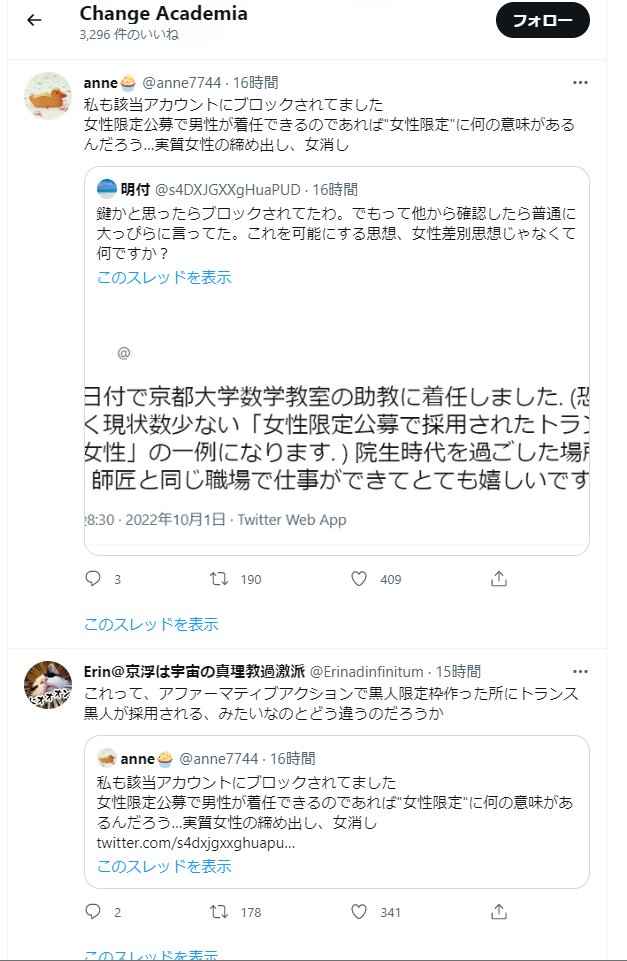 Change Academia
3,296 件のいいね
フォロー
anne @anne7744 · 16時間
私も該当アカウントにブロックされてました
女性限定公募で男性が着任できるのであれば"女性限定"に何の意味がある
んだろう...実質女性の締め出し、女消し
明付 @s4DXJGXXgHuaPUD · 16時間
鍵かと思ったらブロックされてたわ。でもって他から確認したら普通に
大っぴらに言ってた。これを可能にする思想、女性差別思想じゃなくて
何ですか？
このスレッドを表示
@
日付で京都大学数学教室の助教に着任しました. (恐
く現状数少ない「女性限定公募で採用されたトラン
女性」の一例になります. ) 院生時代を過ごした場所
師匠と同じ職場で仕事ができてとても嬉しいです
8:30 · 2022年10月1日 · Twitter Web App
3 190 409
このスレッドを表示
Erin@京浮は宇宙の真理教過激派 @Erinadinfinitum · 15時間
これって、アファーマティブアクションで黒人限定枠作った所にトランス
黒人が採用される、みたいなのとどう違うのだろうか
anne @anne7744 · 16時間
私も該当アカウントにブロックされてました
女性限定公募で男性が着任できるのであれば"女性限定"に何の意味があ
るんだろう...実質女性の締め出し、女消し
twitter.com/s4dxjgxxghuapu...
このスレッドを表示
2 178 341
このスレッドを表示